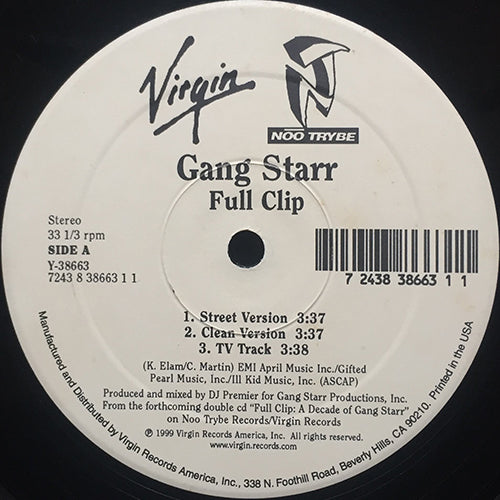 Virgin
NOO TRYBE
Gang Starr
Full Clip
Stereo
33 1/3 rpm
SIDE A
Y-38663
7243 8 38663 1 1
7 2438 38663 1 1
1. Street Version 3:37
2. Clean Version 3:37
3. TV Track 3:38
(K. Elam/C. Martin) EMI April Music Inc./Gifted
Pearl Music, Inc./Ill Kid Music, Inc. (ASCAP)
Produced and mixed by DJ Premier for Gang Starr Productions, Inc.
From the forthcoming double cd "Full Clip: A Decade of Gang Starr"
on Noo Trybe Records/Virgin Records
℗ 1999 Virgin Records America, Inc. All rights reserved.
www.virginrecords.com
Manufactured and Distributed by Virgin Records America, Inc., 338 N. Foothill Road, Beverly Hills, CA 90210. Printed in the USA